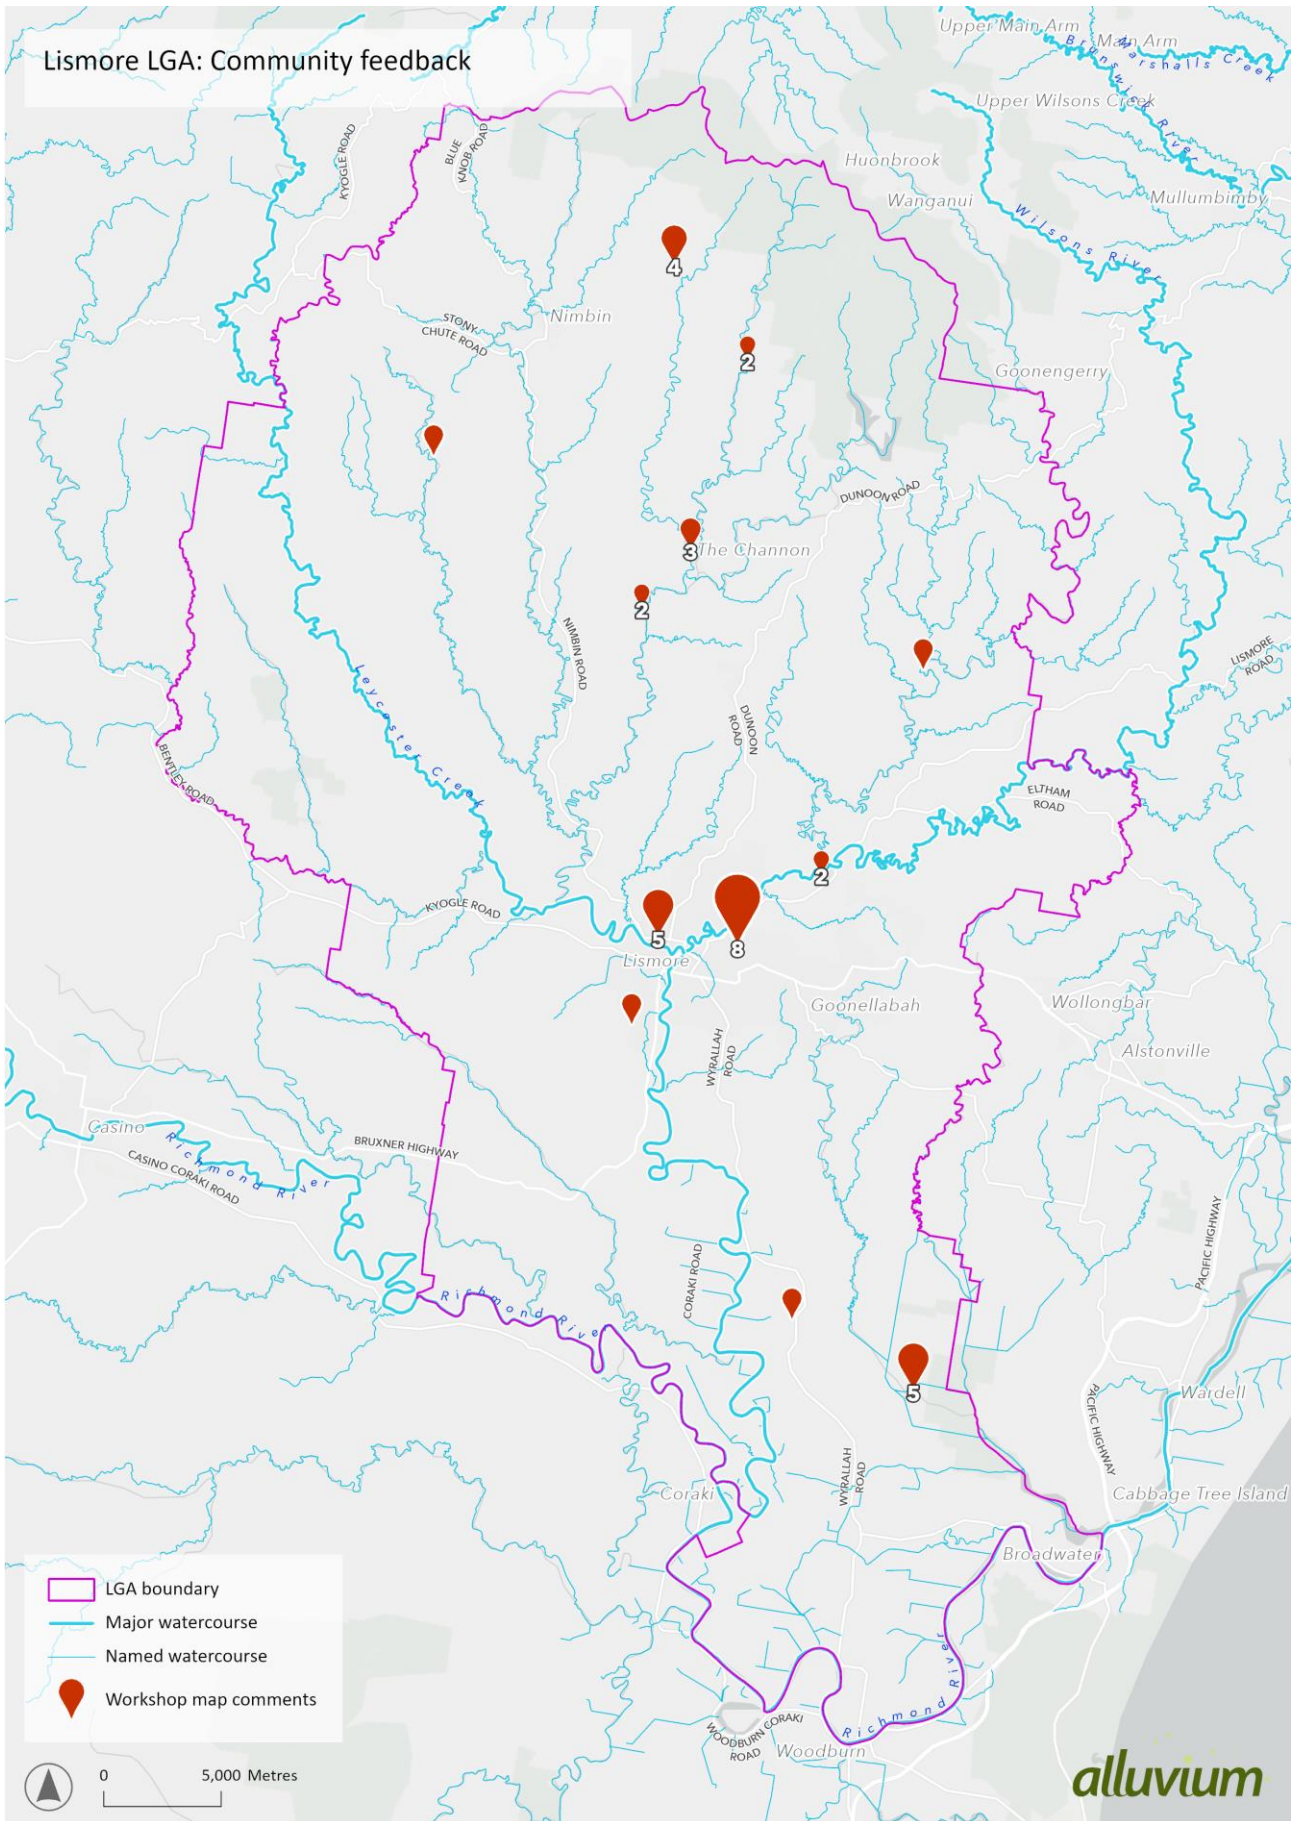 Lismore LGA: Community feedback
Upper Main Arm
Main Arm
Marshalls Creek
Brunswick River
Upper Wilsons Creek
KYOGLE ROAD
BLUE
KNOB ROAD
Huonbrook
Wanganui
Mullumbimby
Wilsons River
4
Nimbin
STONY
CHUTE ROAD
2
Goonengerry
DUNOON ROAD
3
The Channon
2
NIMBIN ROAD
LISMORE
ROAD
Leycester Creek
DUNOON
ROAD
BENTLEY ROAD
ELTHAM
ROAD
2
KYOGLE ROAD
5
8
Lismore
Goonellabah
Wollongbar
Alstonville
WYRALLAH
ROAD
Casino
Richmond River
BRUXNER HIGHWAY
CASINO CORAKI ROAD
PACIFIC HIGHWAY
CORAKI ROAD
Richmond River
5
Wardell
PACIFIC HIGHWAY
WYRALLAH
ROAD
Coraki
Cabbage Tree Island
Broadwater
LGA boundary
Major watercourse
Named watercourse
Workshop map comments
Richmond River
WOODBURN CORAKI
ROAD
Woodburn
0 5,000 Metres
alluvium